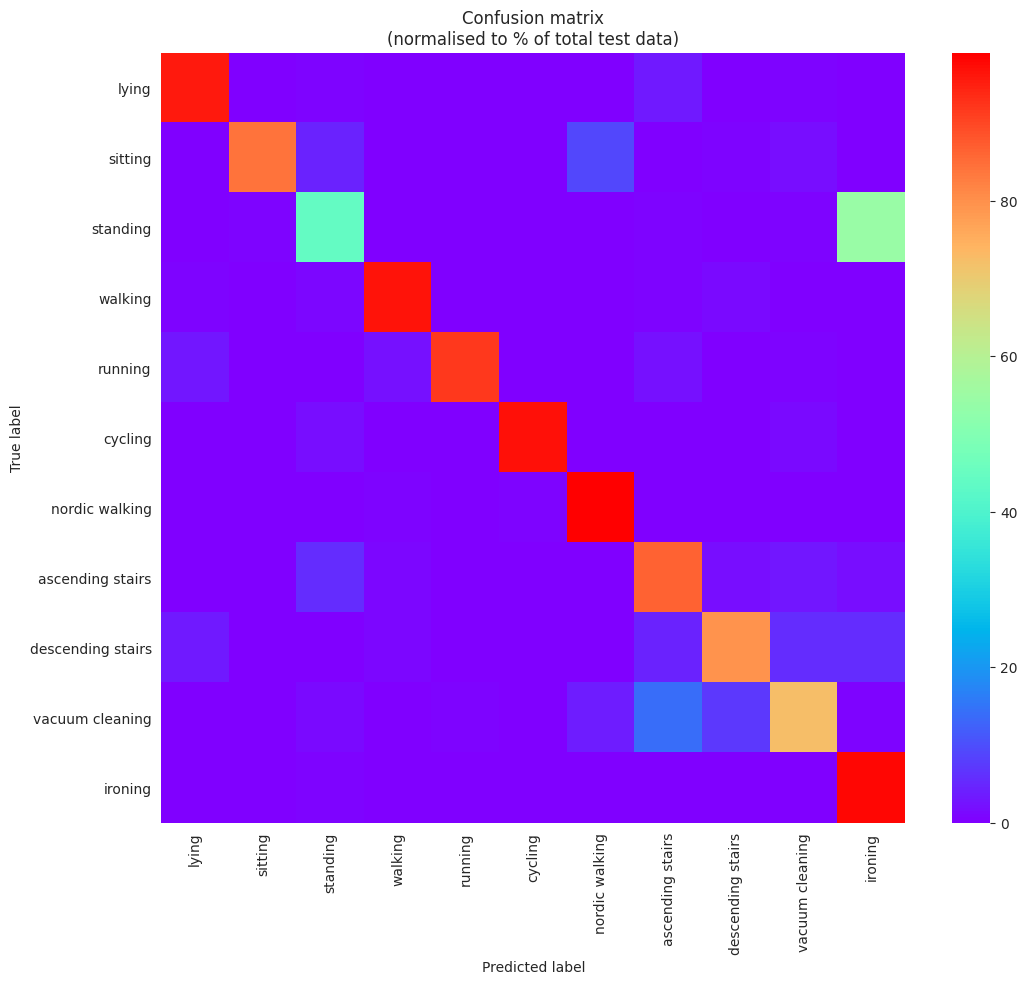 Confusion matrix
(normalised to % of total test data)
True label
lying
sitting
standing
walking
running
cycling
nordic walking
ascending stairs
descending stairs
vacuum cleaning
ironing
lying
sitting
standing
walking
running
cycling
nordic walking
ascending stairs
descending stairs
vacuum cleaning
ironing
Predicted label
80
60
40
20
0